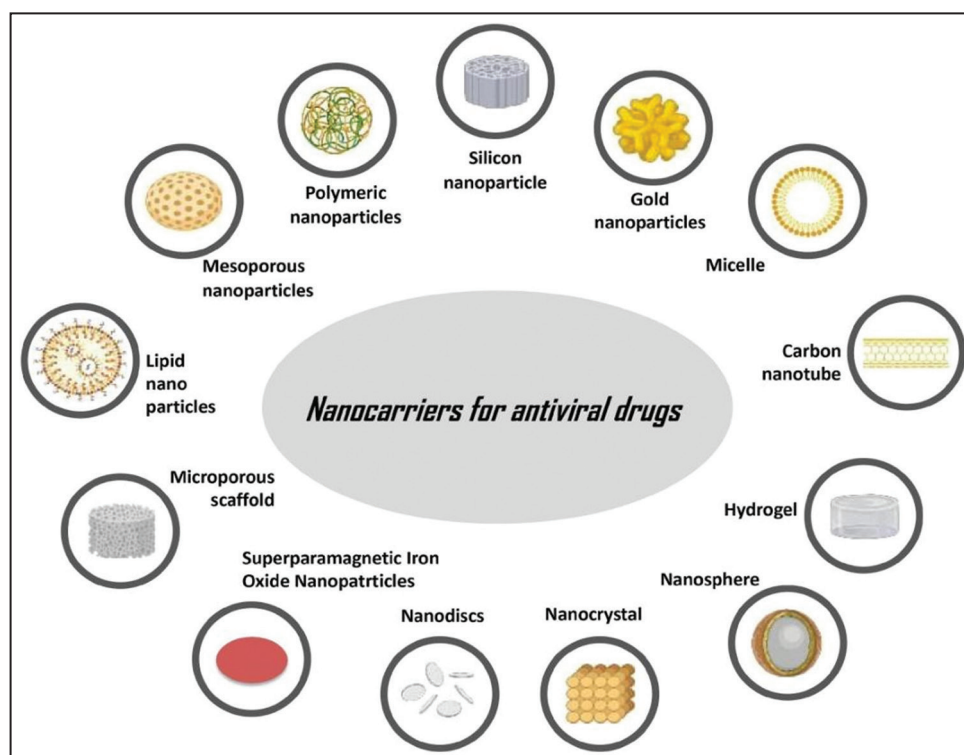 Silicon
nanoparticle
Polymeric
nanoparticles
Gold
nanoparticles
Mesoporous
nanoparticles
Micelle
Lipid
nano
particles
Carbon
nanotube
Nanocarriers for antiviral drugs
Microporous
scaffold
Hydrogel
Superparamagnetic Iron
Oxide Nanopatrticles
Nanodiscs
Nanocrystal
Nanosphere